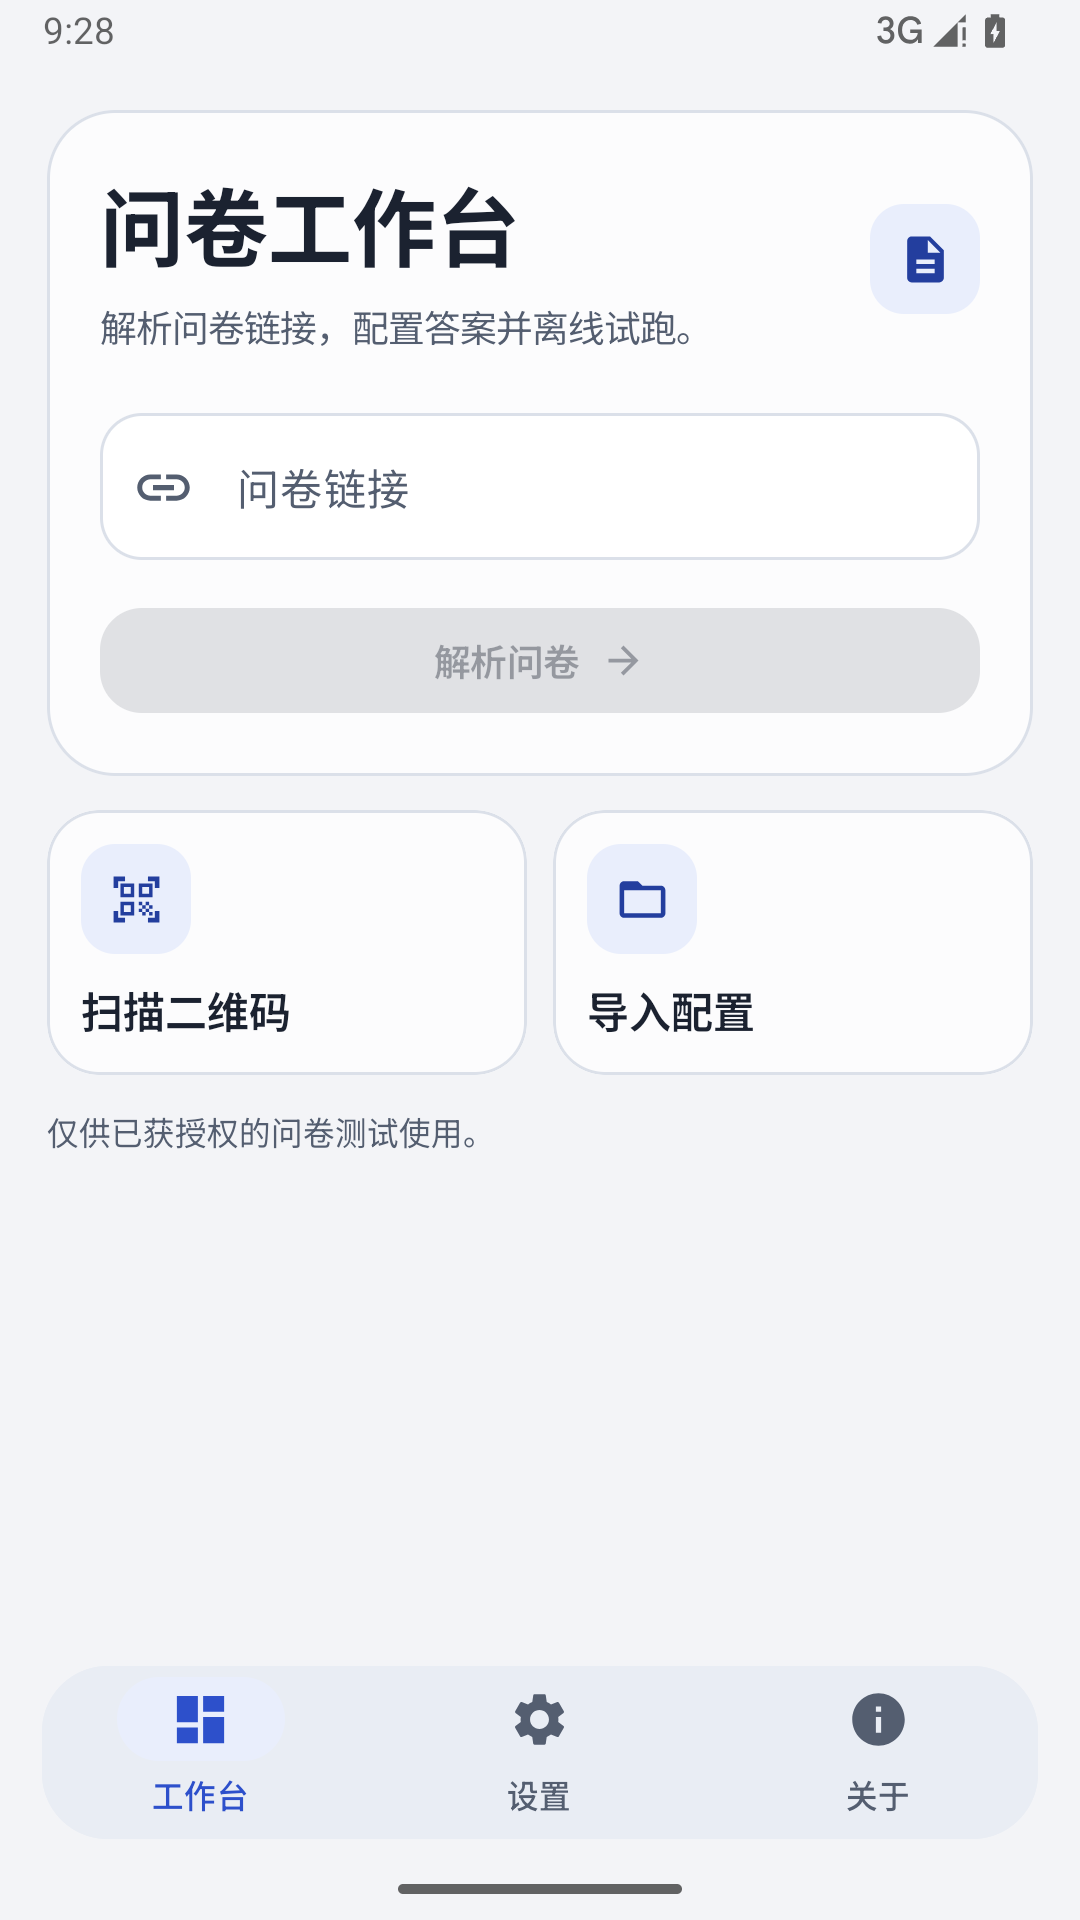 9:28
3G
问卷工作台
解析问卷链接，配置答案并离线试跑。
问卷链接
解析问卷
扫描二维码
导入配置
仅供已获授权的问卷测试使用。
工作台
设置
关于